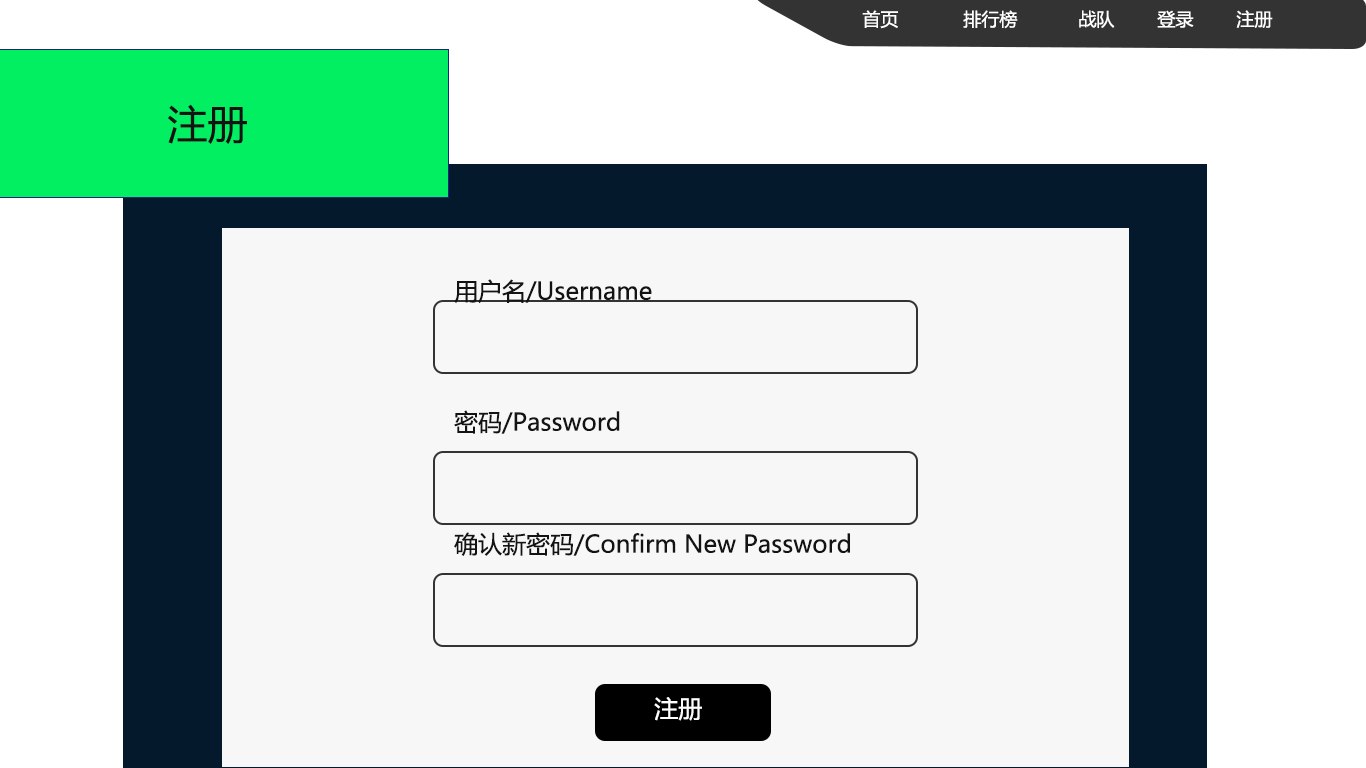 首页 排行榜 战队 登录 注册
注册
用户名/Username
密码/Password
确认新密码/Confirm New Password
注册